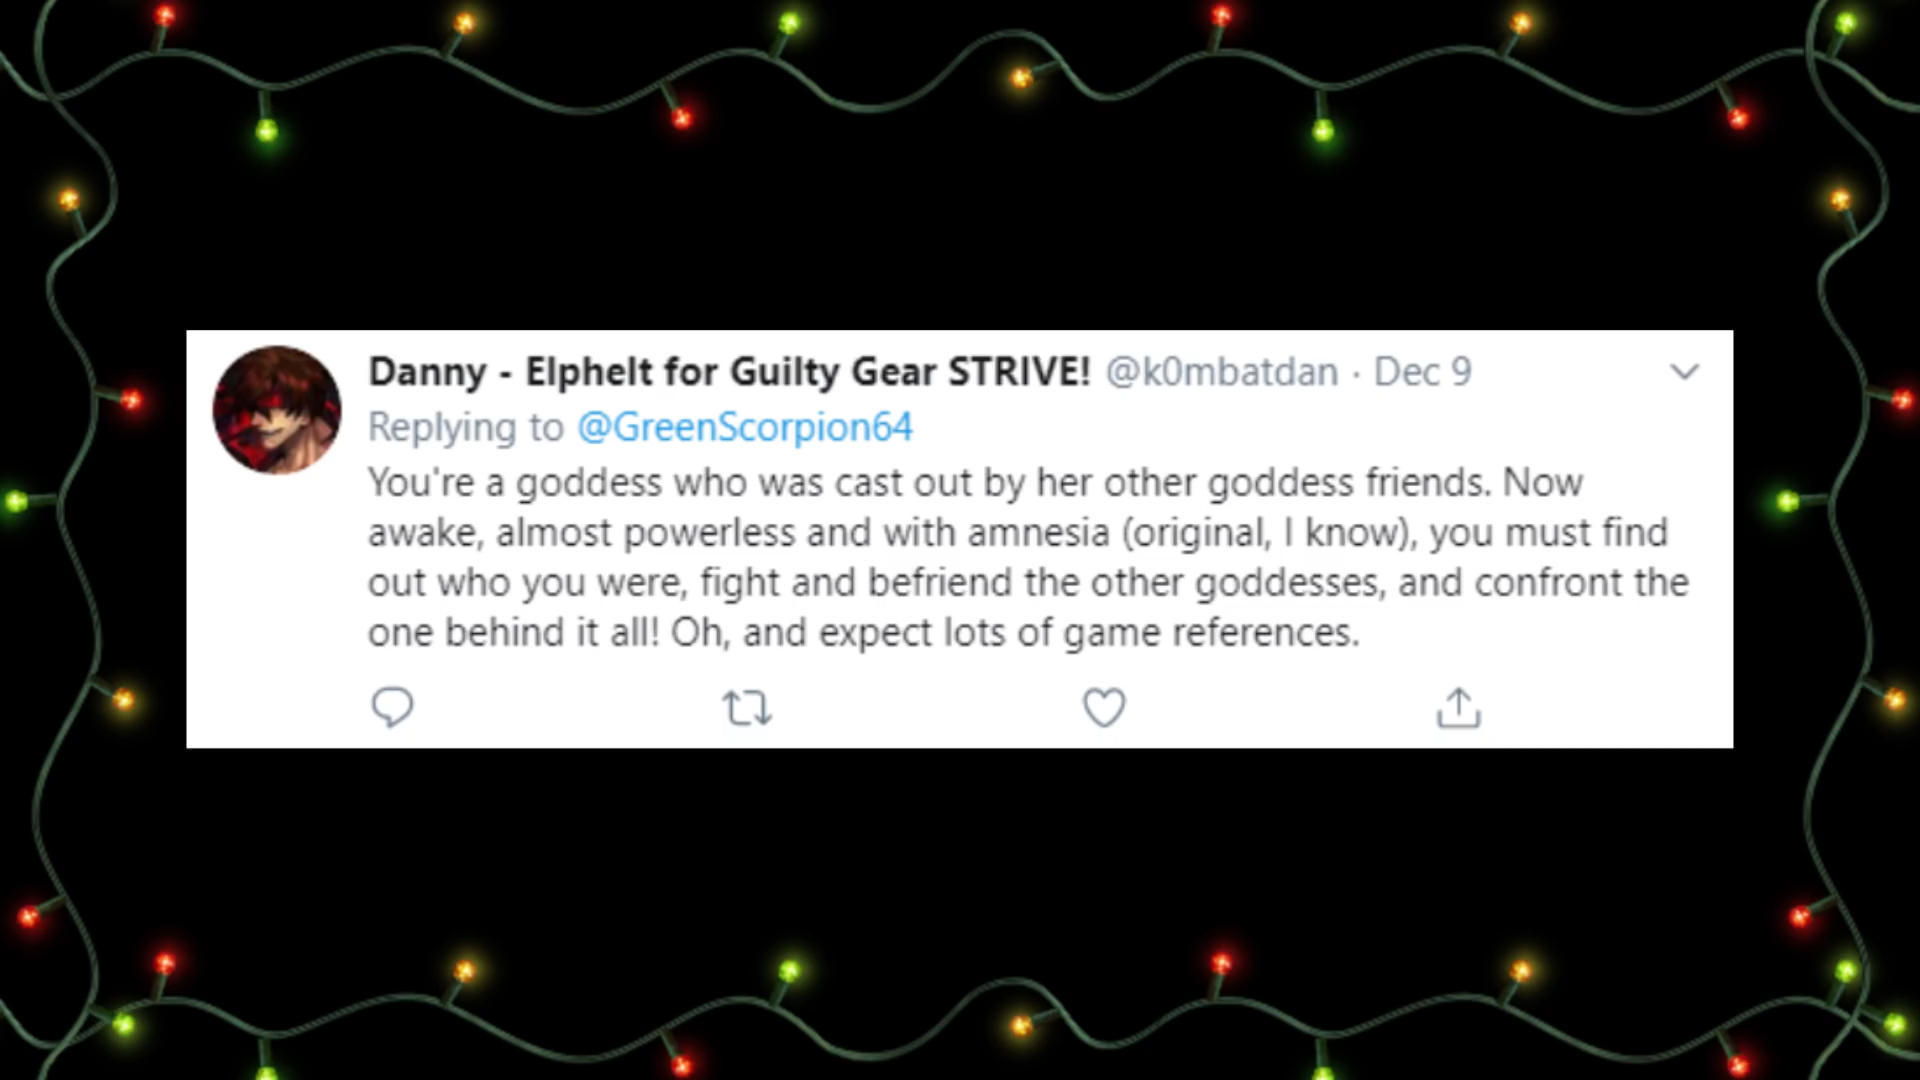 Danny - Elphelt for Guilty Gear STRIVE! @k0mbatdan · Dec 9
Replying to @GreenScorpion64
You're a goddess who was cast out by her other goddess friends. Now
awake, almost powerless and with amnesia (original, I know), you must find
out who you were, fight and befriend the other goddesses, and confront the
one behind it all! Oh, and expect lots of game references.